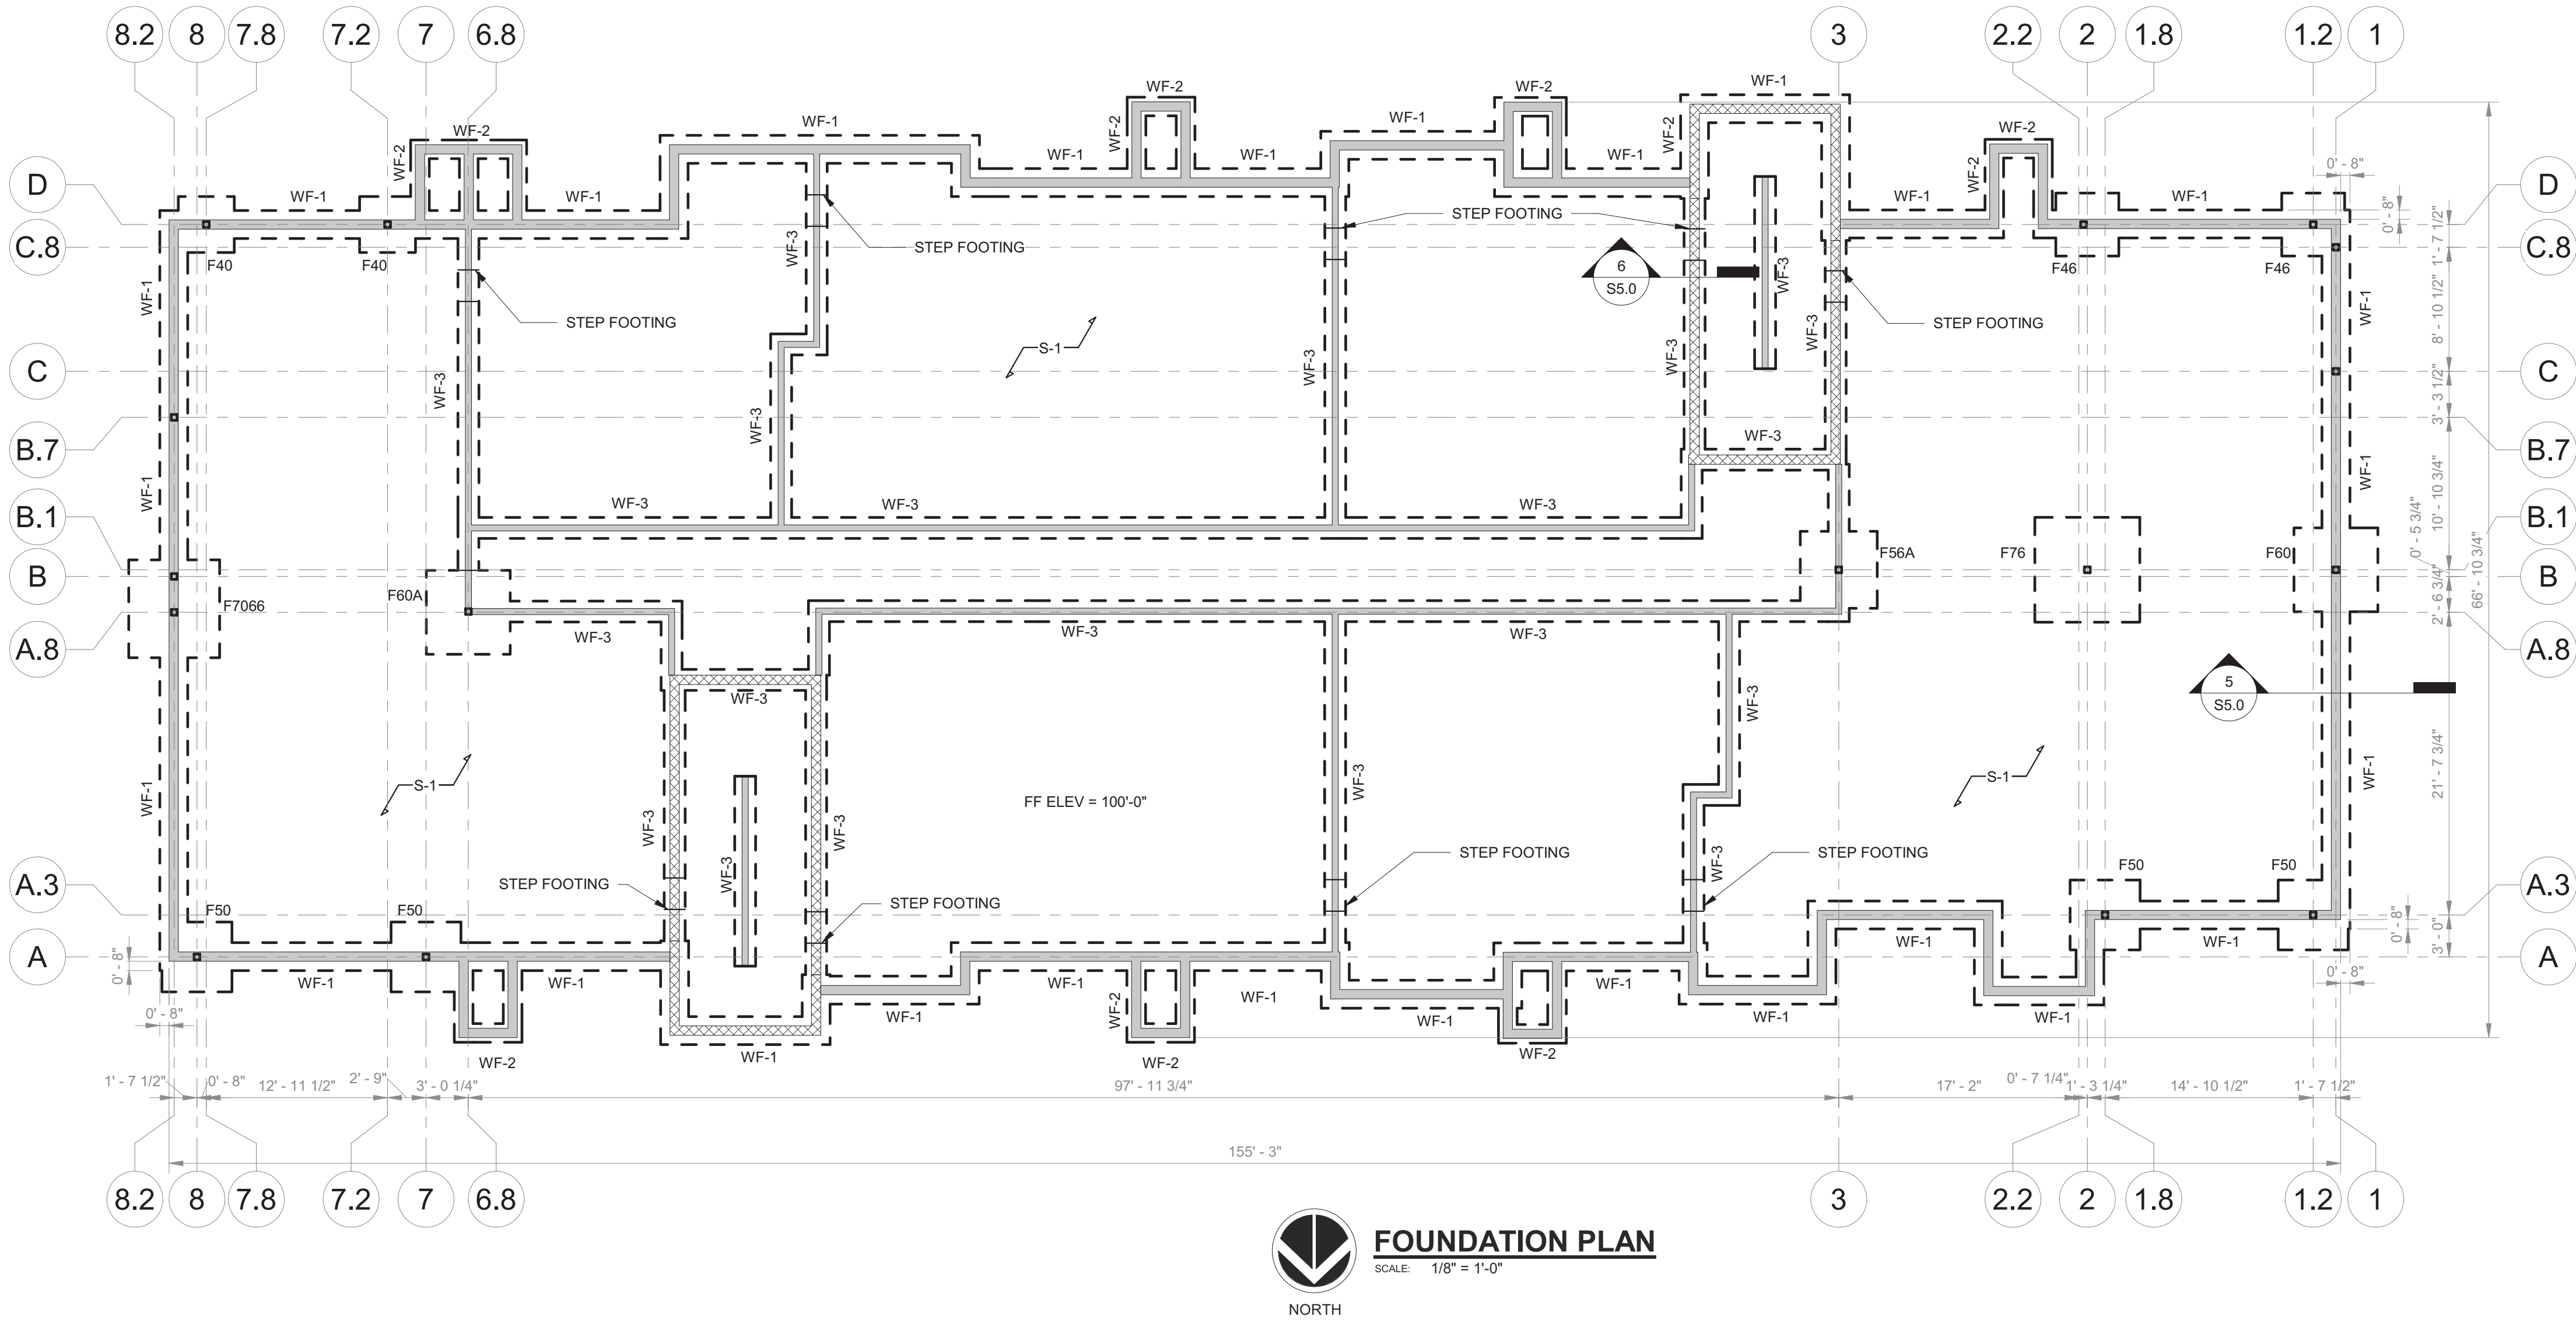 8.2 8 7.8 7.2 7 6.8 3 2.2 2 1.8 1.2 1
WF-1
WF-2 WF-2
WF-1 WF-1
WF-2 WF-2
WF-2 WF-2 WF-2 WF-2
WF-1 WF-1 WF-1 WF-2
0' - 8"
D WF-1 WF-1 WF-1 WF-1 D
STEP FOOTING 0' - 8"
C.8 STEP FOOTING C.8
WF-3 1' - 7 1/2"
F40 F40 6 F46 F46
S5.0 WF-3
WF-1 WF-1
STEP FOOTING STEP FOOTING
WF-3 8' - 10 1/2"
S-1 WF-3 WF-3
C WF-3 C
WF-3 3' - 3 1/2"
B.7 WF-3 B.7
WF-1 WF-1
10' - 10 3/4"
WF-3 WF-3 WF-3
B.1 B.1
0' - 5 3/4"
F56A F76 F60
B B
66' - 10 3/4"
F60A 2' - 6 3/4"
F7066
WF-3 WF-3 WF-3
A.8 A.8
5
WF-3 WF-3 S5.0
21' - 7 3/4"
WF-1 S-1 S-1 WF-1
WF-3
FF ELEV = 100'-0"
WF-3 WF-3
STEP FOOTING STEP FOOTING
WF-3 WF-3
A.3 STEP FOOTING F50 F50 A.3
STEP FOOTING
F50 F50
0' - 8"
WF-1 WF-1
3' - 0"
A A
0' - 8" 0' - 8"
WF-1 WF-1 WF-1 WF-2 WF-1 WF-1
0' - 8" WF-1 WF-1 WF-1 WF-1
WF-2 WF-1 WF-2 WF-2
1' - 7 1/2" 0' - 8" 12' - 11 1/2" 2' - 9" 3' - 0 1/4" 97' - 11 3/4" 17' - 2" 0' - 7 1/4" 1' - 3 1/4" 14' - 10 1/2" 1' - 7 1/2"
155' - 3"
8.2 8 7.8 7.2 7 6.8 3 2.2 2 1.8 1.2 1
FOUNDATION PLAN
SCALE: 1/8" = 1'-0"
NORTH